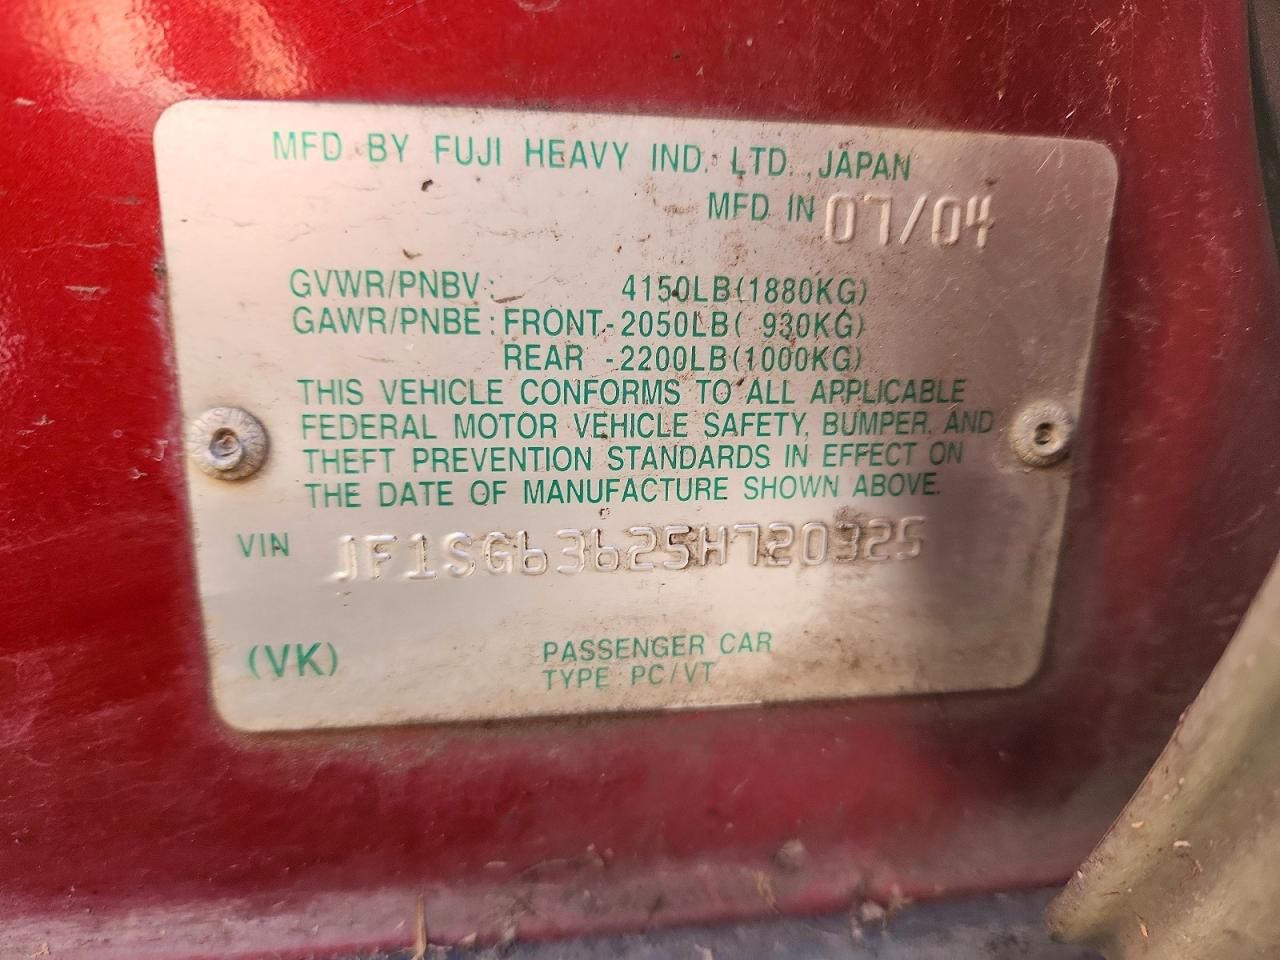 MFD BY FUJI HEAVY IND. LTD., JAPAN
MFD IN 07/04
GVWR/PNBV: 4150LB(1880KG)
GAWR/PNBE: FRONT-2050LB( 930KG)
REAR -2200LB(1000KG)
THIS VEHICLE CONFORMS TO ALL APPLICABLE
FEDERAL MOTOR VEHICLE SAFETY, BUMPER, AND
THEFT PREVENTION STANDARDS IN EFFECT ON
THE DATE OF MANUFACTURE SHOWN ABOVE.
VIN JF1SG63625H720325
(VK) PASSENGER CAR
TYPE: PC/VT